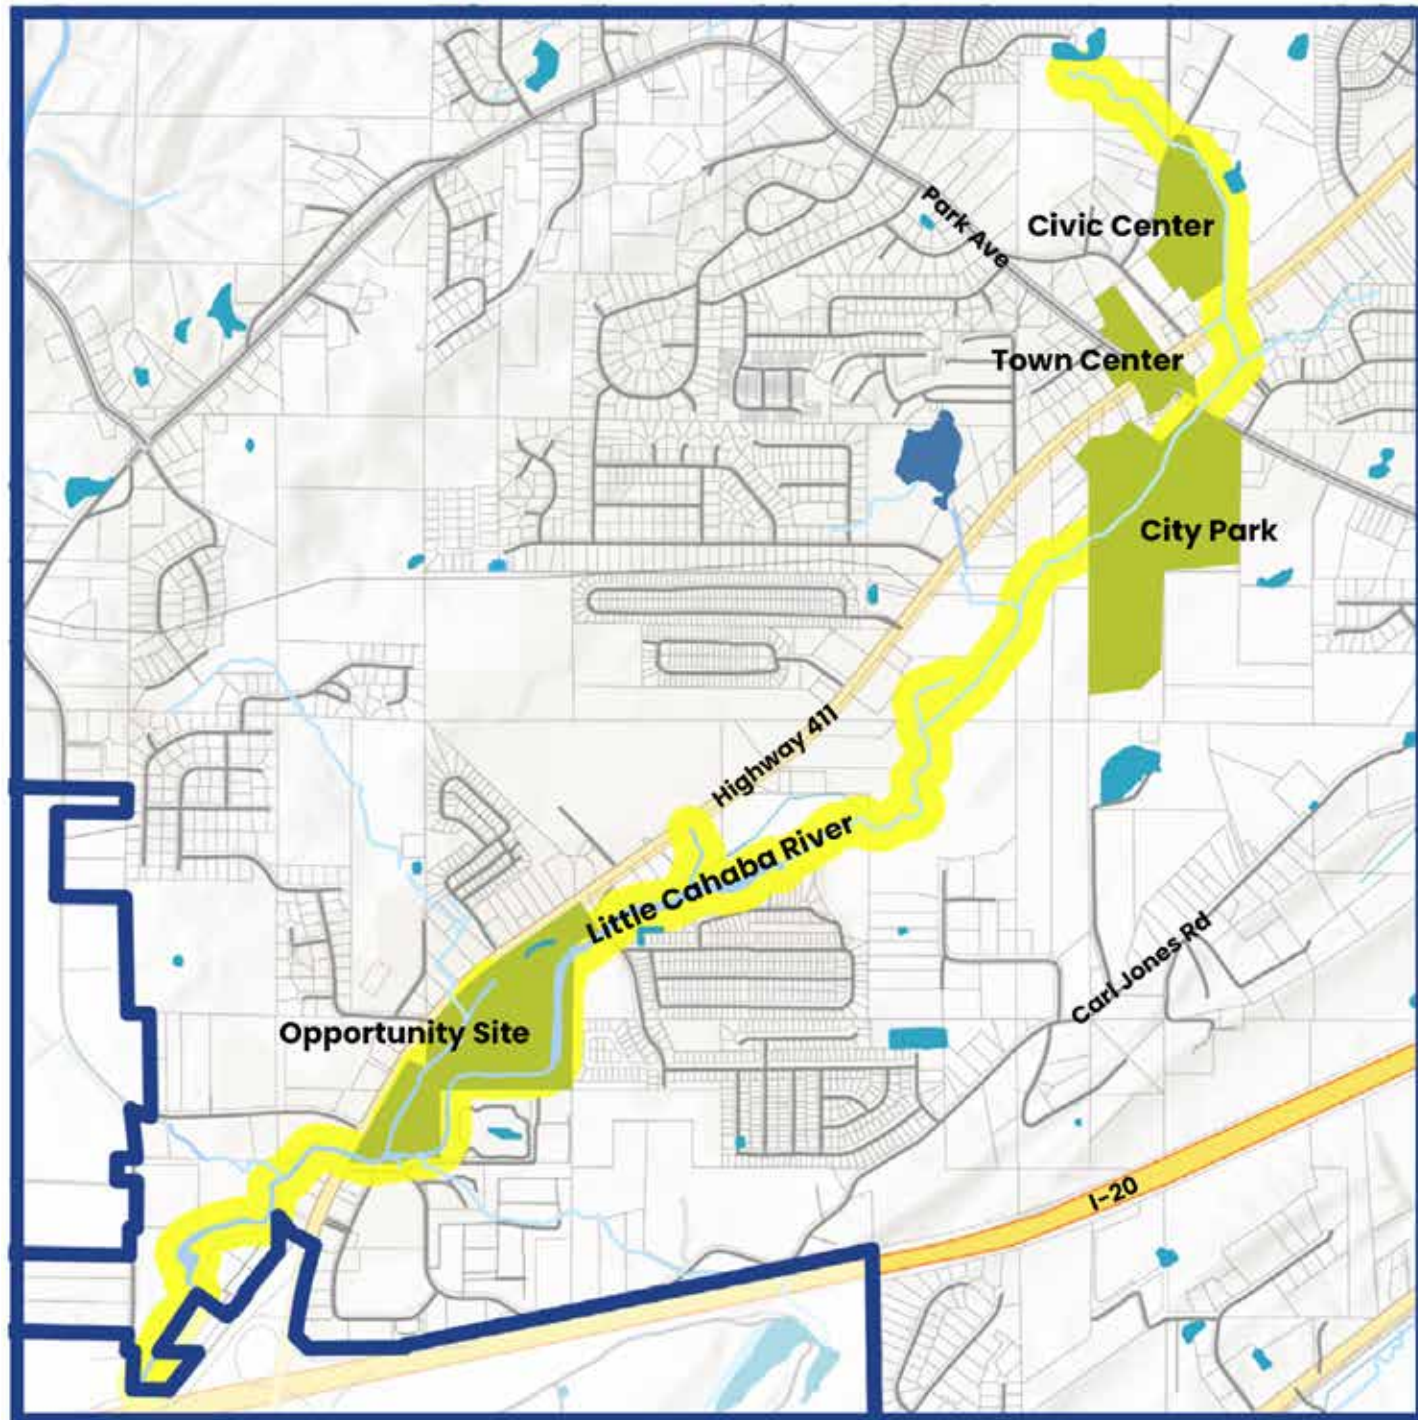 Park Ave
Civic Center
Town Center
City Park
Highway 411
Little Cahaba River
Carl Jones Rd
Opportunity Site
I-20